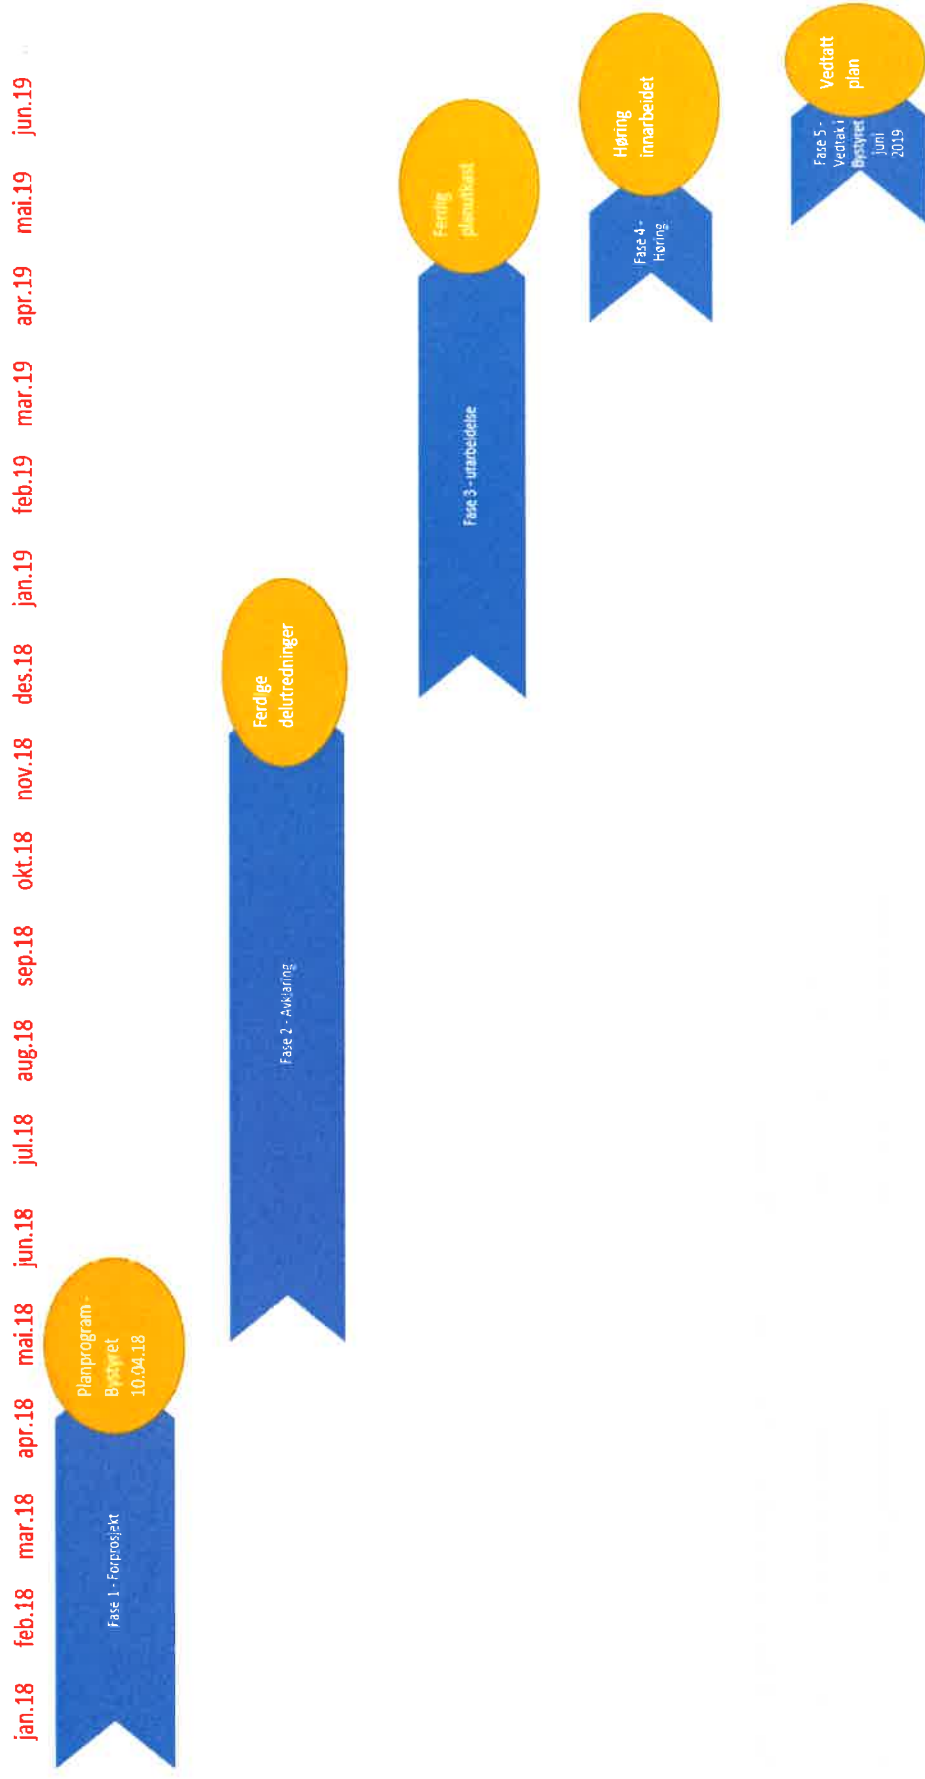 jan.18 feb.18 mar.18 apr.18 mai.18 jun.18 jul.18 aug.18 sep.18 okt.18 nov.18 des.18 jan.19 feb.19 mar.19 apr.19 mai.19 jun.19
Fase 1 - Forprosjekt
Planprogram -
Bystyret
10.04.18
Fase 2 - Avklaring
Ferdige
delutredninger
Fase 3 - utarbeidelse
Ferdig
planutkast
Fase 4 -
Høring
Høring
innarbeidet
Fase 5 -
Vedtak i
Bystyret
juni
2019
Vedtatt
plan